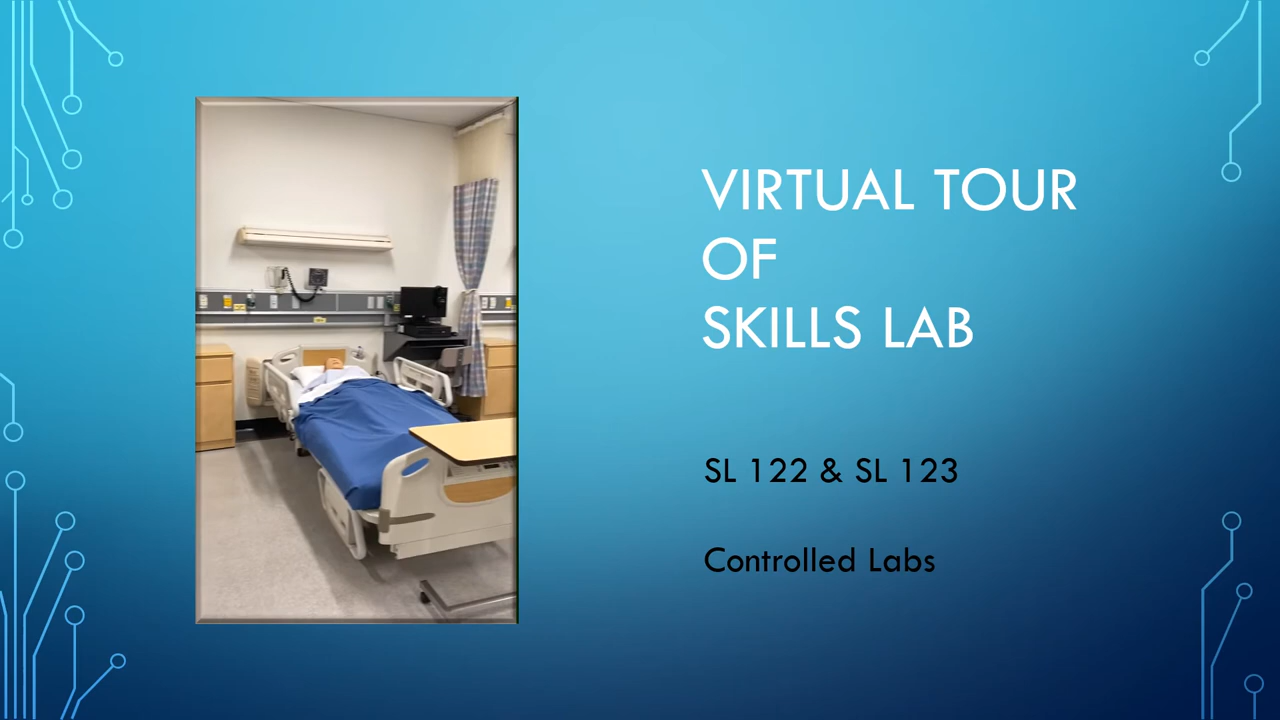 VIRTUAL TOUR
OF
SKILLS LAB
SL 122 & SL 123
Controlled Labs